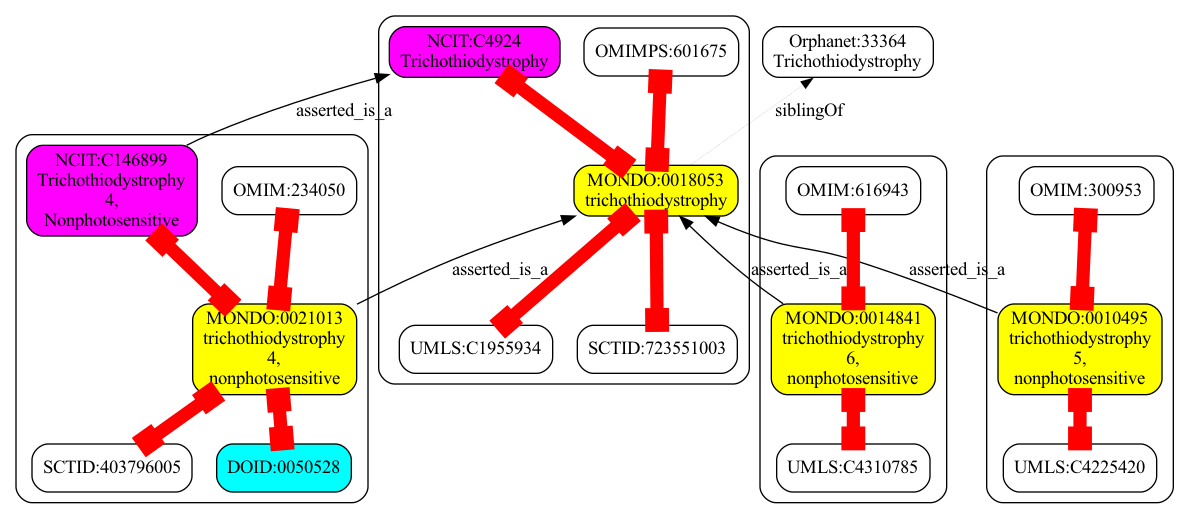 NCIT:C4924
Trichothiodystrophy
OMIMPS:601675
Orphanet:33364
Trichothiodystrophy
asserted_is_a
siblingOf
NCIT:C146899
Trichothiodystrophy
4,
Nonphotosensitive
OMIM:234050
MONDO:0018053
trichothiodystrophy
OMIM:616943
OMIM:300953
asserted_is_a
asserted_is_a
asserted_is_a
MONDO:0021013
trichothiodystrophy
4,
nonphotosensitive
UMLS:C1955934
SCTID:723551003
MONDO:0014841
trichothiodystrophy
6,
nonphotosensitive
MONDO:0010495
trichothiodystrophy
5,
nonphotosensitive
SCTID:403796005
DOID:0050528
UMLS:C4310785
UMLS:C4225420